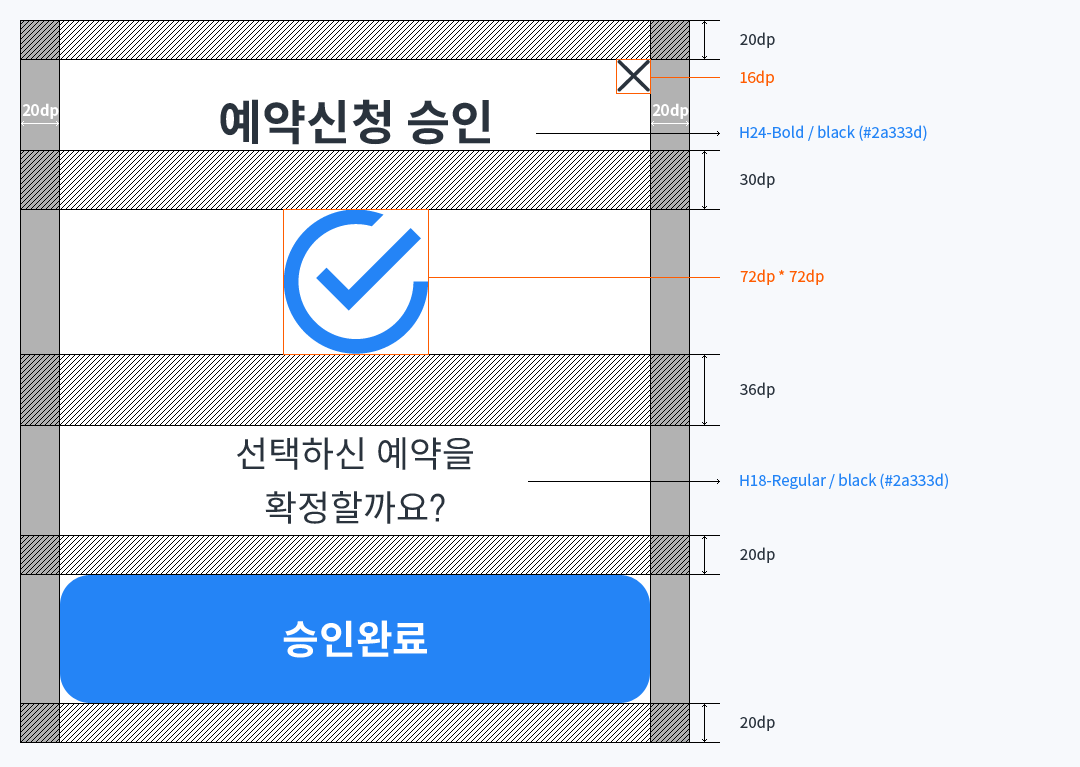 20dp
16dp
20dp
20dp
예약신청 승인
H24-Bold / black (#2a333d)
30dp
72dp * 72dp
36dp
선택하신 예약을
확정할까요?
H18-Regular / black (#2a333d)
20dp
승인완료
20dp